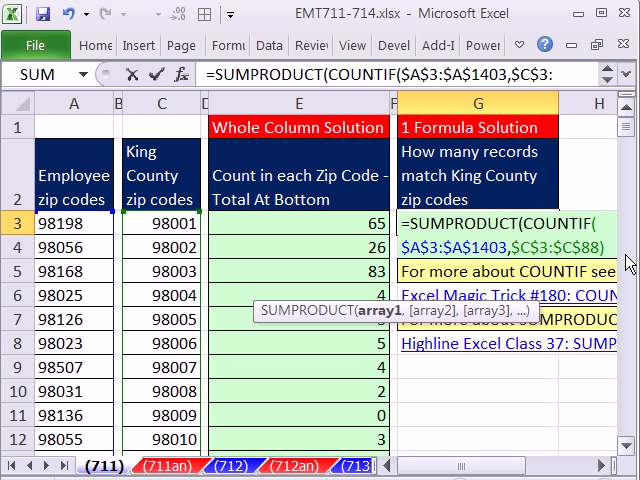 EMT711-714.xlsx - Microsoft Excel
File Home Insert Page Formu Data Review View Devel Add-I Power
SUM fx =SUMPRODUCT(COUNTIF($A$3:$A$1403,$C$3:
A B C D E F G H
1 Whole Column Solution 1 Formula Solution
2 Employee zip codes King County zip codes Count in each Zip Code - Total At Bottom How many records match King County zip codes
3 98198 98001 65 =SUMPRODUCT(COUNTIF(
4 98056 98002 26 $A$3:$A$1403,$C$3:$C$88)
5 98168 98003 83 For more about COUNTIF see
6 98025 98004 4 Excel Magic Trick #180: COUN
SUMPRODUCT(array1, [array2], [array3], ...)
7 98126 98005 SUMPRODUC
8 98023 98006 5 Highline Excel Class 37: SUMP
9 98507 98007 4
10 98031 98008 2
11 98136 98009 0
12 98055 98010 3
(711) (711an) (712) (712an) (713